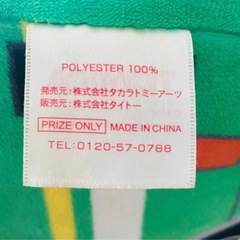 POLYESTER 100%
発売元:株式会社タカラトミーアーツ
販売元:株式会社タイトー
PRIZE ONLY MADE IN CHINA
TEL:0120-57-0788